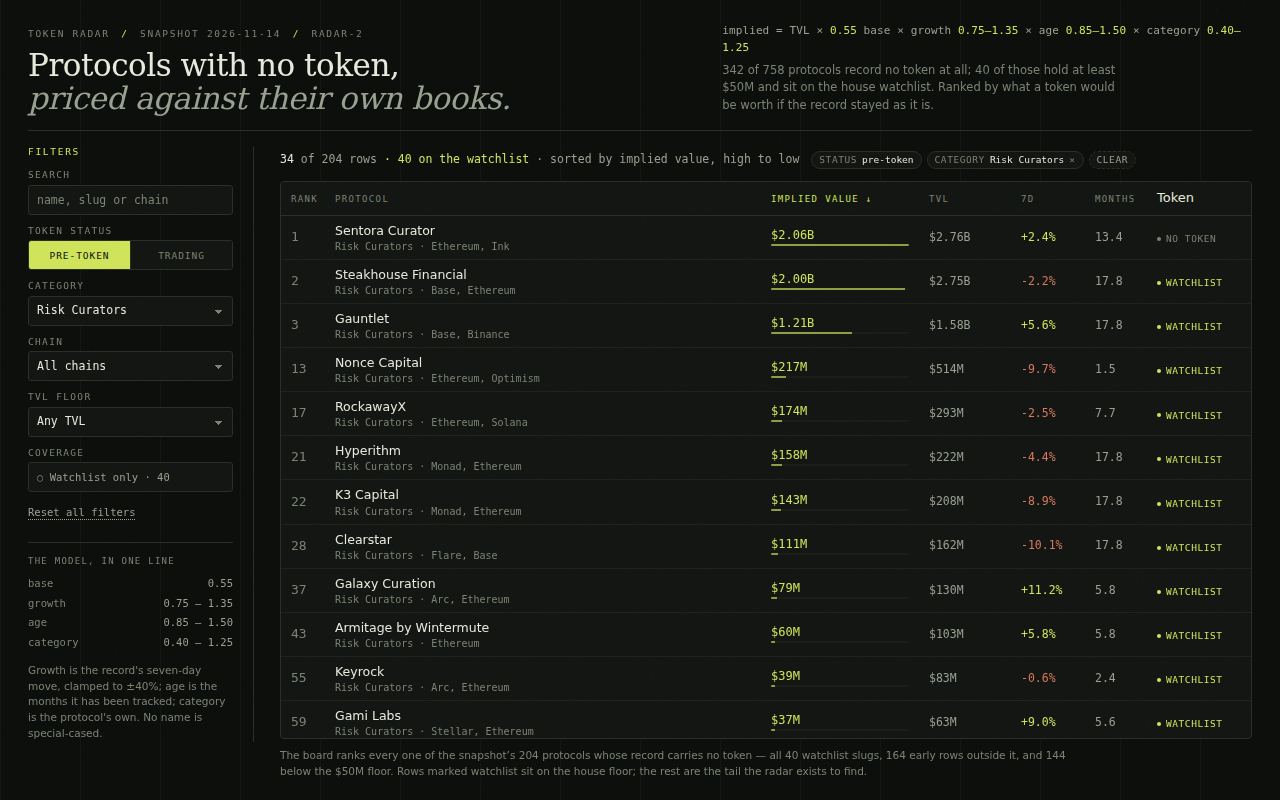 TOKEN RADAR / SNAPSHOT 2026-11-14 / RADAR-2
Protocols with no token,
priced against their own books.
implied = TVL × 0.55 base × growth 0.75–1.35 × age 0.85–1.50 × category 0.40–
1.25
342 of 758 protocols record no token at all; 40 of those hold at least
$50M and sit on the house watchlist. Ranked by what a token would
be worth if the record stayed as it is.
FILTERS
SEARCH
name, slug or chain
TOKEN STATUS
PRE-TOKEN TRADING
CATEGORY
Risk Curators
CHAIN
All chains
TVL FLOOR
Any TVL
COVERAGE
○ Watchlist only · 40
Reset all filters
THE MODEL, IN ONE LINE
base 0.55
growth 0.75 – 1.35
age 0.85 – 1.50
category 0.40 – 1.25
Growth is the record's seven-day
move, clamped to ±40%; age is the
months it has been tracked; category
is the protocol's own. No name is
special-cased.
34 of 204 rows · 40 on the watchlist · sorted by implied value, high to low STATUS pre-token CATEGORY Risk Curators × CLEAR
RANK PROTOCOL IMPLIED VALUE ↓ TVL 7D MONTHS Token
1 Sentora Curator $2.06B $2.76B +2.4% 13.4 NO TOKEN
Risk Curators · Ethereum, Ink
2 Steakhouse Financial $2.00B $2.75B -2.2% 17.8 WATCHLIST
Risk Curators · Base, Ethereum
3 Gauntlet $1.21B $1.58B +5.6% 17.8 WATCHLIST
Risk Curators · Base, Binance
13 Nonce Capital $217M $514M -9.7% 1.5 WATCHLIST
Risk Curators · Ethereum, Optimism
17 RockawayX $174M $293M -2.5% 7.7 WATCHLIST
Risk Curators · Ethereum, Solana
21 Hyperithm $158M $222M -4.4% 17.8 WATCHLIST
Risk Curators · Monad, Ethereum
22 K3 Capital $143M $208M -8.9% 17.8 WATCHLIST
Risk Curators · Monad, Ethereum
28 Clearstar $111M $162M -10.1% 17.8 WATCHLIST
Risk Curators · Flare, Base
37 Galaxy Curation $79M $130M +11.2% 5.8 WATCHLIST
Risk Curators · Arc, Ethereum
43 Armitage by Wintermute $60M $103M +5.8% 5.8 WATCHLIST
Risk Curators · Ethereum
55 Keyrock $39M $83M -0.6% 2.4 WATCHLIST
Risk Curators · Arc, Ethereum
59 Gami Labs $37M $63M +9.0% 5.6 WATCHLIST
Risk Curators · Stellar, Ethereum
The board ranks every one of the snapshot's 204 protocols whose record carries no token — all 40 watchlist slugs, 164 early rows outside it, and 144
below the $50M floor. Rows marked watchlist sit on the house floor; the rest are the tail the radar exists to find.